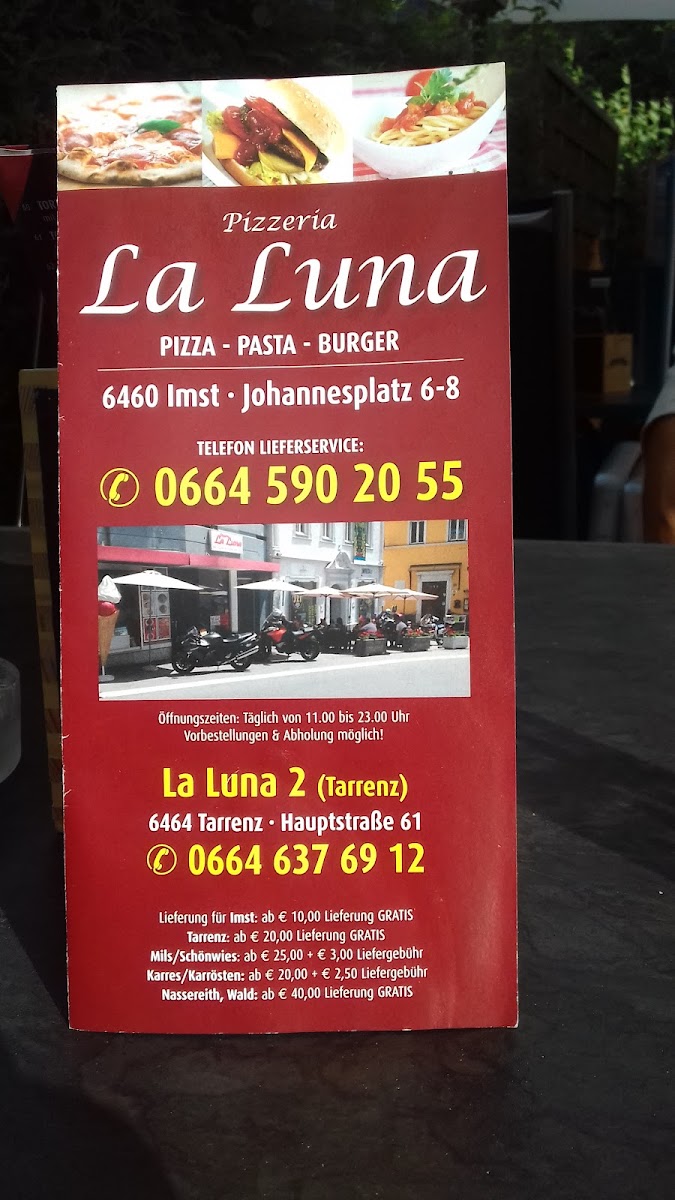 Pizzeria
La Luna
PIZZA - PASTA - BURGER
6460 Imst · Johannesplatz 6-8
TELEFON LIEFERSERVICE:
✆ 0664 590 20 55
La Luna
Öffnungszeiten: Täglich von 11.00 bis 23.00 Uhr
Vorbestellungen & Abholung möglich!
La Luna 2 (Tarrenz)
6464 Tarrenz · Hauptstraße 61
✆ 0664 637 69 12
Lieferung für Imst: ab € 10,00 Lieferung GRATIS
Tarrenz: ab € 20,00 Lieferung GRATIS
Mils/Schönwies: ab € 25,00 + € 3,00 Liefergebühr
Karres/Karrösten: ab € 20,00 + € 2,50 Liefergebühr
Nassereith, Wald: ab € 40,00 Lieferung GRATIS